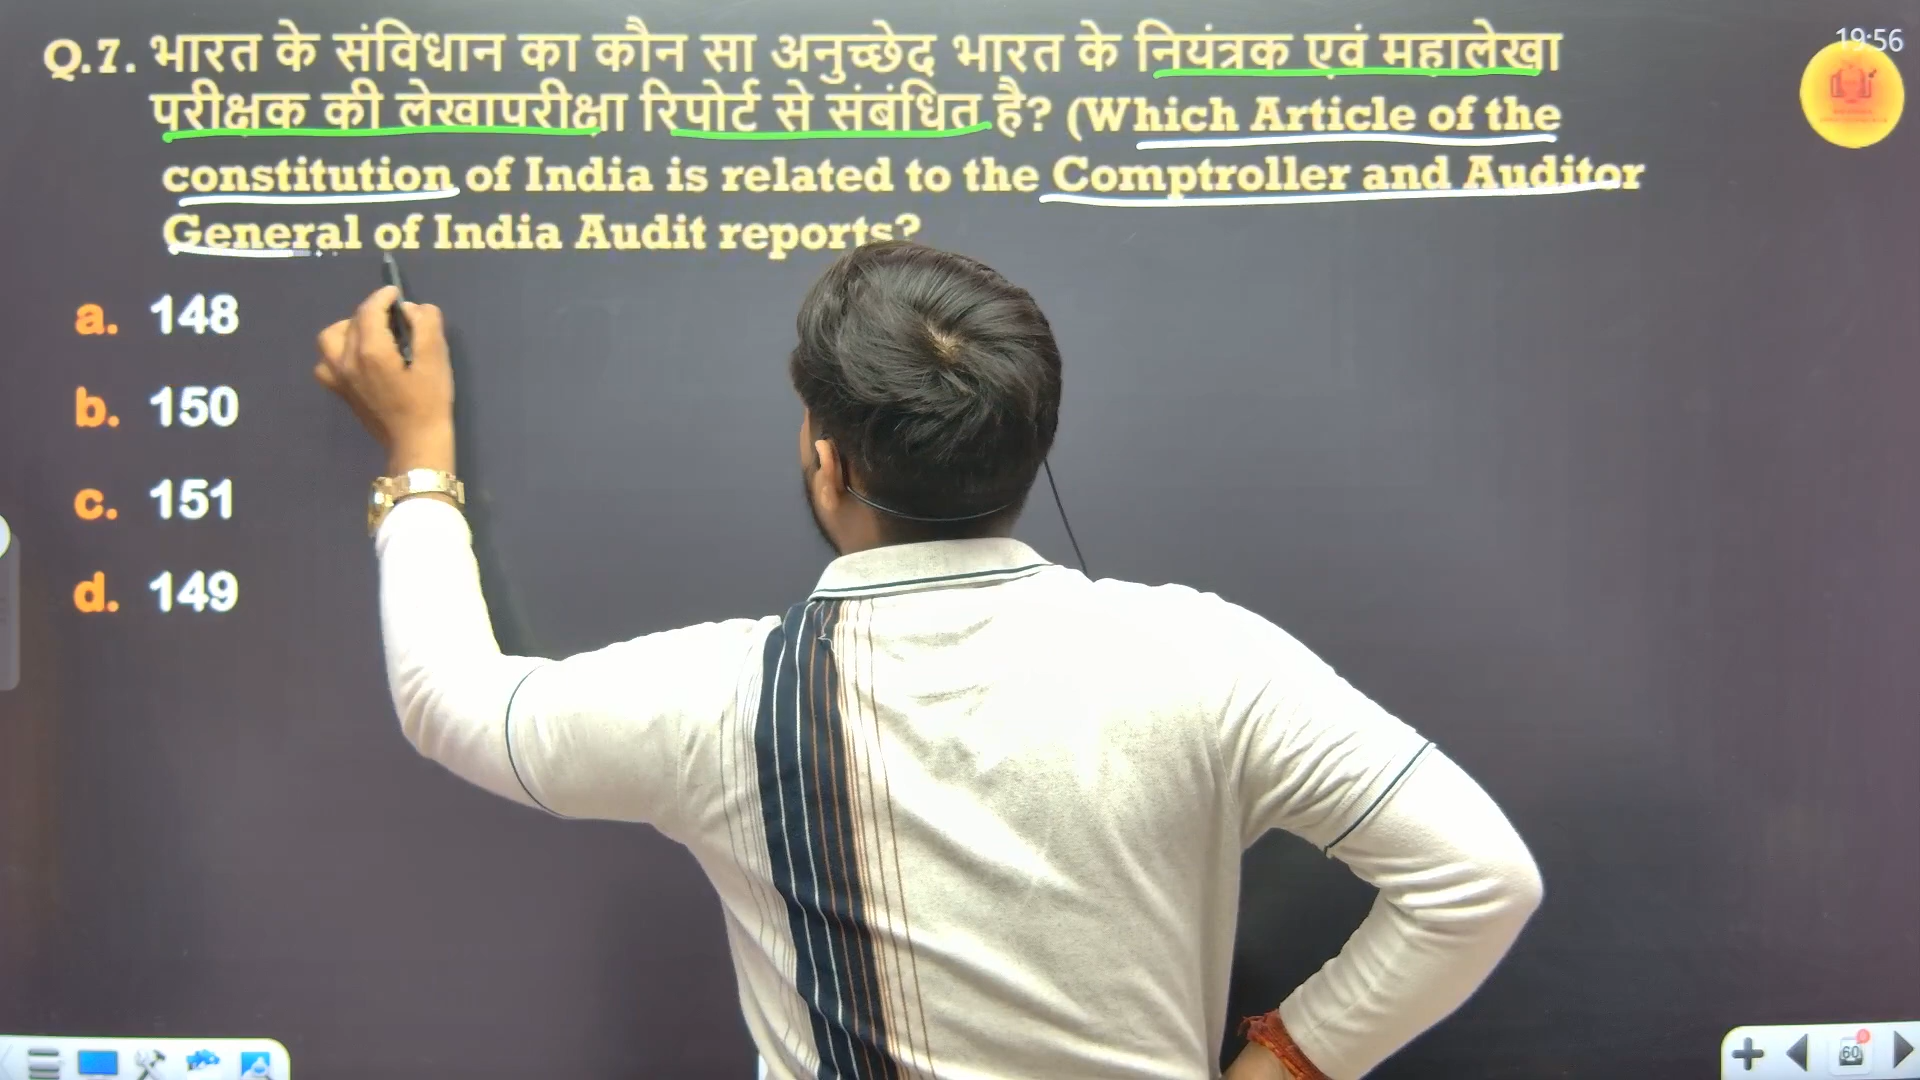 19:56
Q.7. भारत के संविधान का कौन सा अनुच्छेद भारत के नियंत्रक एवं महालेखा
परीक्षक की लेखापरीक्षा रिपोर्ट से संबंधित है? (Which Article of the
constitution of India is related to the Comptroller and Auditor
General of India Audit reports?
a. 148
b. 150
c. 151
d. 149
60